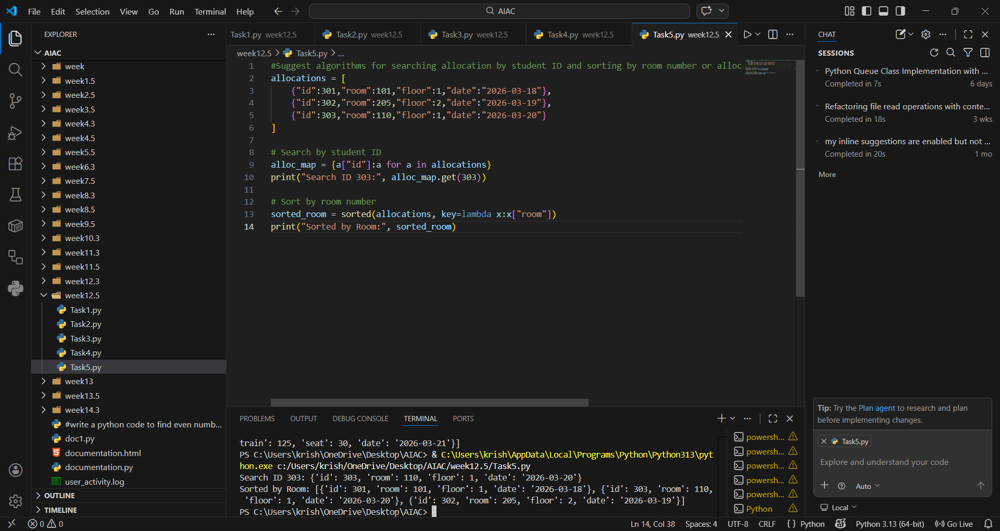 File Edit Selection View Go Run Terminal Help
AIAC
EXPLORER
AIAC
week
week1.5
week2.5
week3.5
week4.3
week4.5
week5.5
week6.3
week7.5
week8.3
week8.5
week9.5
week10.3
week11.3
week11.5
week12.3
week12.5
Task1.py
Task2.py
Task3.py
Task4.py
Task5.py
week13
week13.5
week14.3
#write a python code to find even numb...
doc1.py
documentation.html
documentation.py
user_activity.log
OUTLINE
TIMELINE
Task1.py week12.5 Task2.py week12.5 Task3.py week12.5 Task4.py week12.5 Task5.py week12.5
week12.5 > Task5.py > ...
1 #Suggest algorithms for searching allocation by student ID and sorting by room number or alloc
2 allocations = [
3 {"id":301,"room":101,"floor":1,"date":"2026-03-18"},
4 {"id":302,"room":205,"floor":2,"date":"2026-03-19"},
5 {"id":303,"room":110,"floor":1,"date":"2026-03-20"}
6 ]
7
8 # Search by student ID
9 alloc_map = {a["id"]:a for a in allocations}
10 print("Search ID 303:", alloc_map.get(303))
11
12 # Sort by room number
13 sorted_room = sorted(allocations, key=lambda x:x["room"])
14 print("Sorted by Room:", sorted_room)
PROBLEMS OUTPUT DEBUG CONSOLE TERMINAL PORTS
train': 125, 'seat': 30, 'date': '2026-03-21'}]
PS C:\Users\krish\OneDrive\Desktop\AIAC> & C:\Users\krish\AppData\Local\Programs\Python\Python313\pyt
hon.exe c:/Users/krish/OneDrive/Desktop/AIAC/week12.5/Task5.py
Search ID 303: {'id': 303, 'room': 110, 'floor': 1, 'date': '2026-03-20'}
Sorted by Room: [{'id': 301, 'room': 101, 'floor': 1, 'date': '2026-03-18'}, {'id': 303, 'room': 110,
'floor': 1, 'date': '2026-03-20'}, {'id': 302, 'room': 205, 'floor': 2, 'date': '2026-03-19'}]
PS C:\Users\krish\OneDrive\Desktop\AIAC>
powersh...
powersh...
powersh...
powersh...
powersh...
Python
CHAT
SESSIONS
Python Queue Class Implementation with ...
Completed in 7s 6 days
Refactoring file read operations with conte...
Completed in 18s 3 wks
my inline suggestions are enabled but not ...
Completed in 20s 1 mo
More
Tip: Try the Plan agent to research and plan
before implementing changes.
Task5.py
Explore and understand your code
Auto
Local
0 0 Ln 14, Col 38 Spaces: 4 UTF-8 CRLF {} Python Python 3.13 (64-bit) Go Live